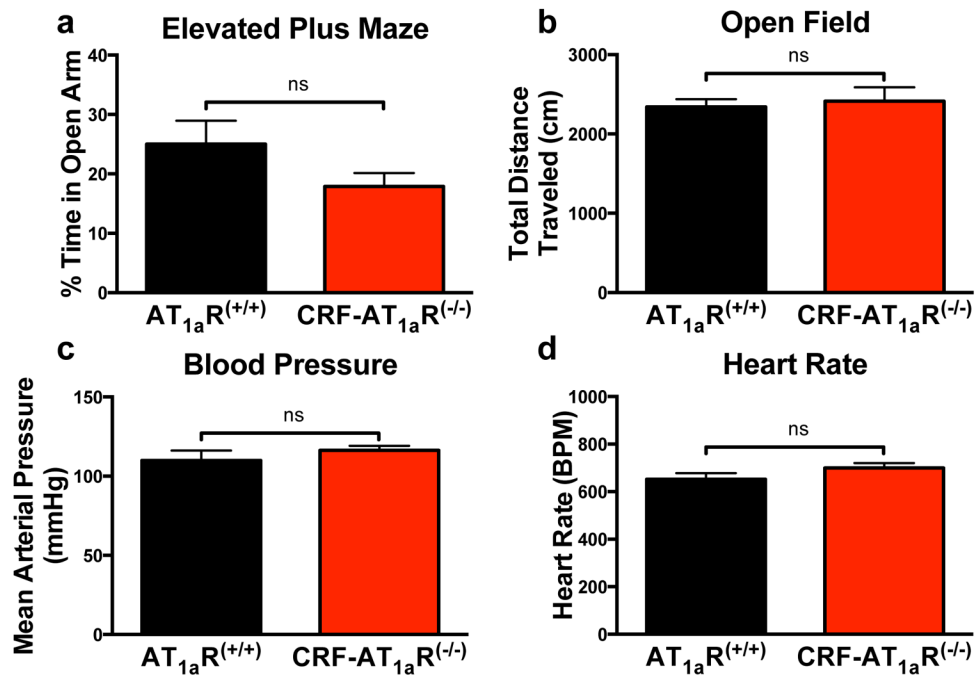 a
Elevated Plus Maze
% Time in Open Arm
40
30
20
10
0
ns
AT1aR(+/+)
CRF-AT1aR(-/-)
b
Open Field
Total Distance
Traveled (cm)
3000
2000
1000
0
ns
AT1aR(+/+)
CRF-AT1aR(-/-)
c
Blood Pressure
Mean Arterial Pressure
(mmHg)
150
100
50
0
ns
AT1aR(+/+)
CRF-AT1aR(-/-)
d
Heart Rate
Heart Rate (BPM)
1000
800
600
400
200
0
ns
AT1aR(+/+)
CRF-AT1aR(-/-)